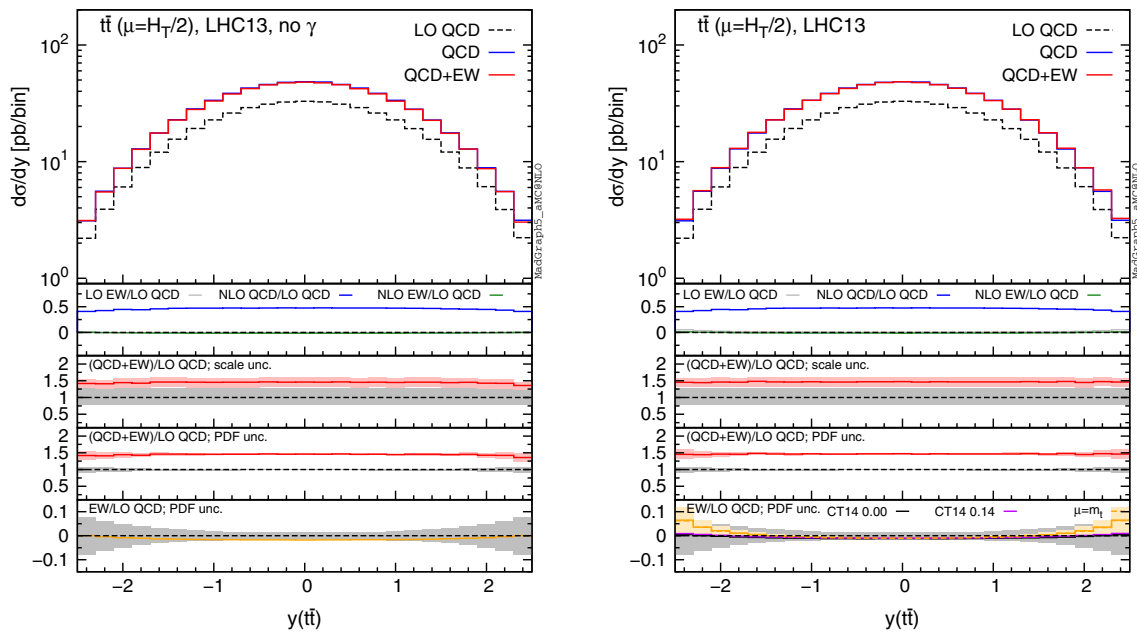 tt̄ (μ=H_T/2), LHC13, no γ
LO QCD
QCD
QCD+EW
dσ/dy [pb/bin]
10^2
10^1
10^0
MadGraph5_aMC@NLO
LO EW/LO QCD NLO QCD/LO QCD NLO EW/LO QCD
0.5
0
(QCD+EW)/LO QCD; scale unc.
2
1.5
1
0.5
(QCD+EW)/LO QCD; PDF unc.
2
1.5
1
0.5
EW/LO QCD; PDF unc.
0.1
0
−0.1
−2 −1 0 1 2
y(tt̄)
tt̄ (μ=H_T/2), LHC13
LO QCD
QCD
QCD+EW
dσ/dy [pb/bin]
10^2
10^1
10^0
MadGraph5_aMC@NLO
LO EW/LO QCD NLO QCD/LO QCD NLO EW/LO QCD
0.5
0
(QCD+EW)/LO QCD; scale unc.
2
1.5
1
0.5
(QCD+EW)/LO QCD; PDF unc.
2
1.5
1
0.5
EW/LO QCD; PDF unc. CT14 0.00 CT14 0.14 μ=m_t
0.1
0
−0.1
−2 −1 0 1 2
y(tt̄)